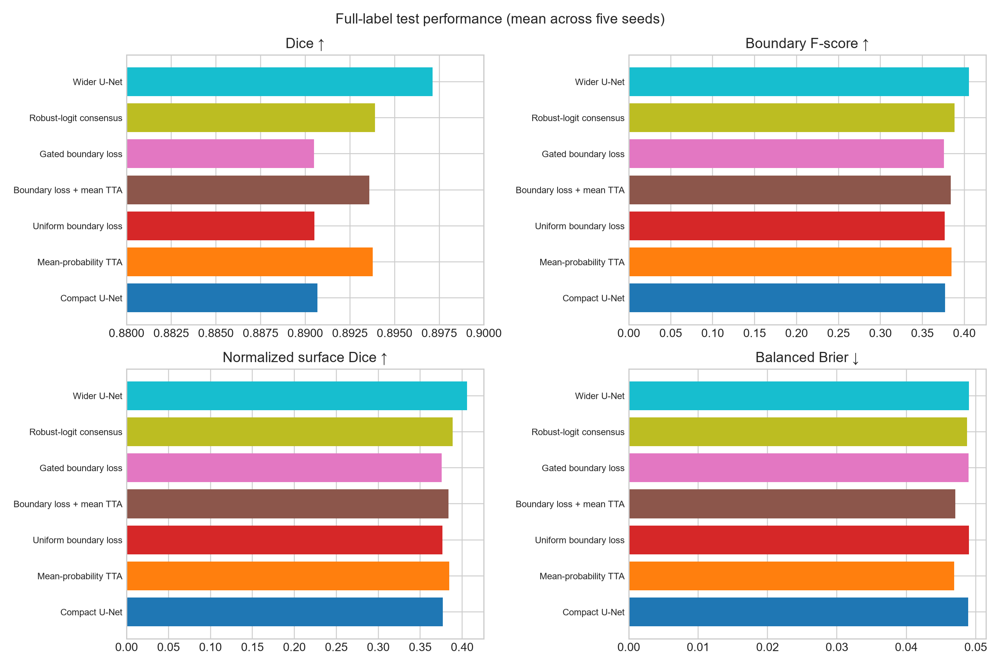 Full-label test performance (mean across five seeds)
Dice ↑
Wider U-Net
Robust-logit consensus
Gated boundary loss
Boundary loss + mean TTA
Uniform boundary loss
Mean-probability TTA
Compact U-Net
0.8800 0.8825 0.8850 0.8875 0.8900 0.8925 0.8950 0.8975 0.9000
Boundary F-score ↑
Wider U-Net
Robust-logit consensus
Gated boundary loss
Boundary loss + mean TTA
Uniform boundary loss
Mean-probability TTA
Compact U-Net
0.00 0.05 0.10 0.15 0.20 0.25 0.30 0.35 0.40
Normalized surface Dice ↑
Wider U-Net
Robust-logit consensus
Gated boundary loss
Boundary loss + mean TTA
Uniform boundary loss
Mean-probability TTA
Compact U-Net
0.00 0.05 0.10 0.15 0.20 0.25 0.30 0.35 0.40
Balanced Brier ↓
Wider U-Net
Robust-logit consensus
Gated boundary loss
Boundary loss + mean TTA
Uniform boundary loss
Mean-probability TTA
Compact U-Net
0.00 0.01 0.02 0.03 0.04 0.05